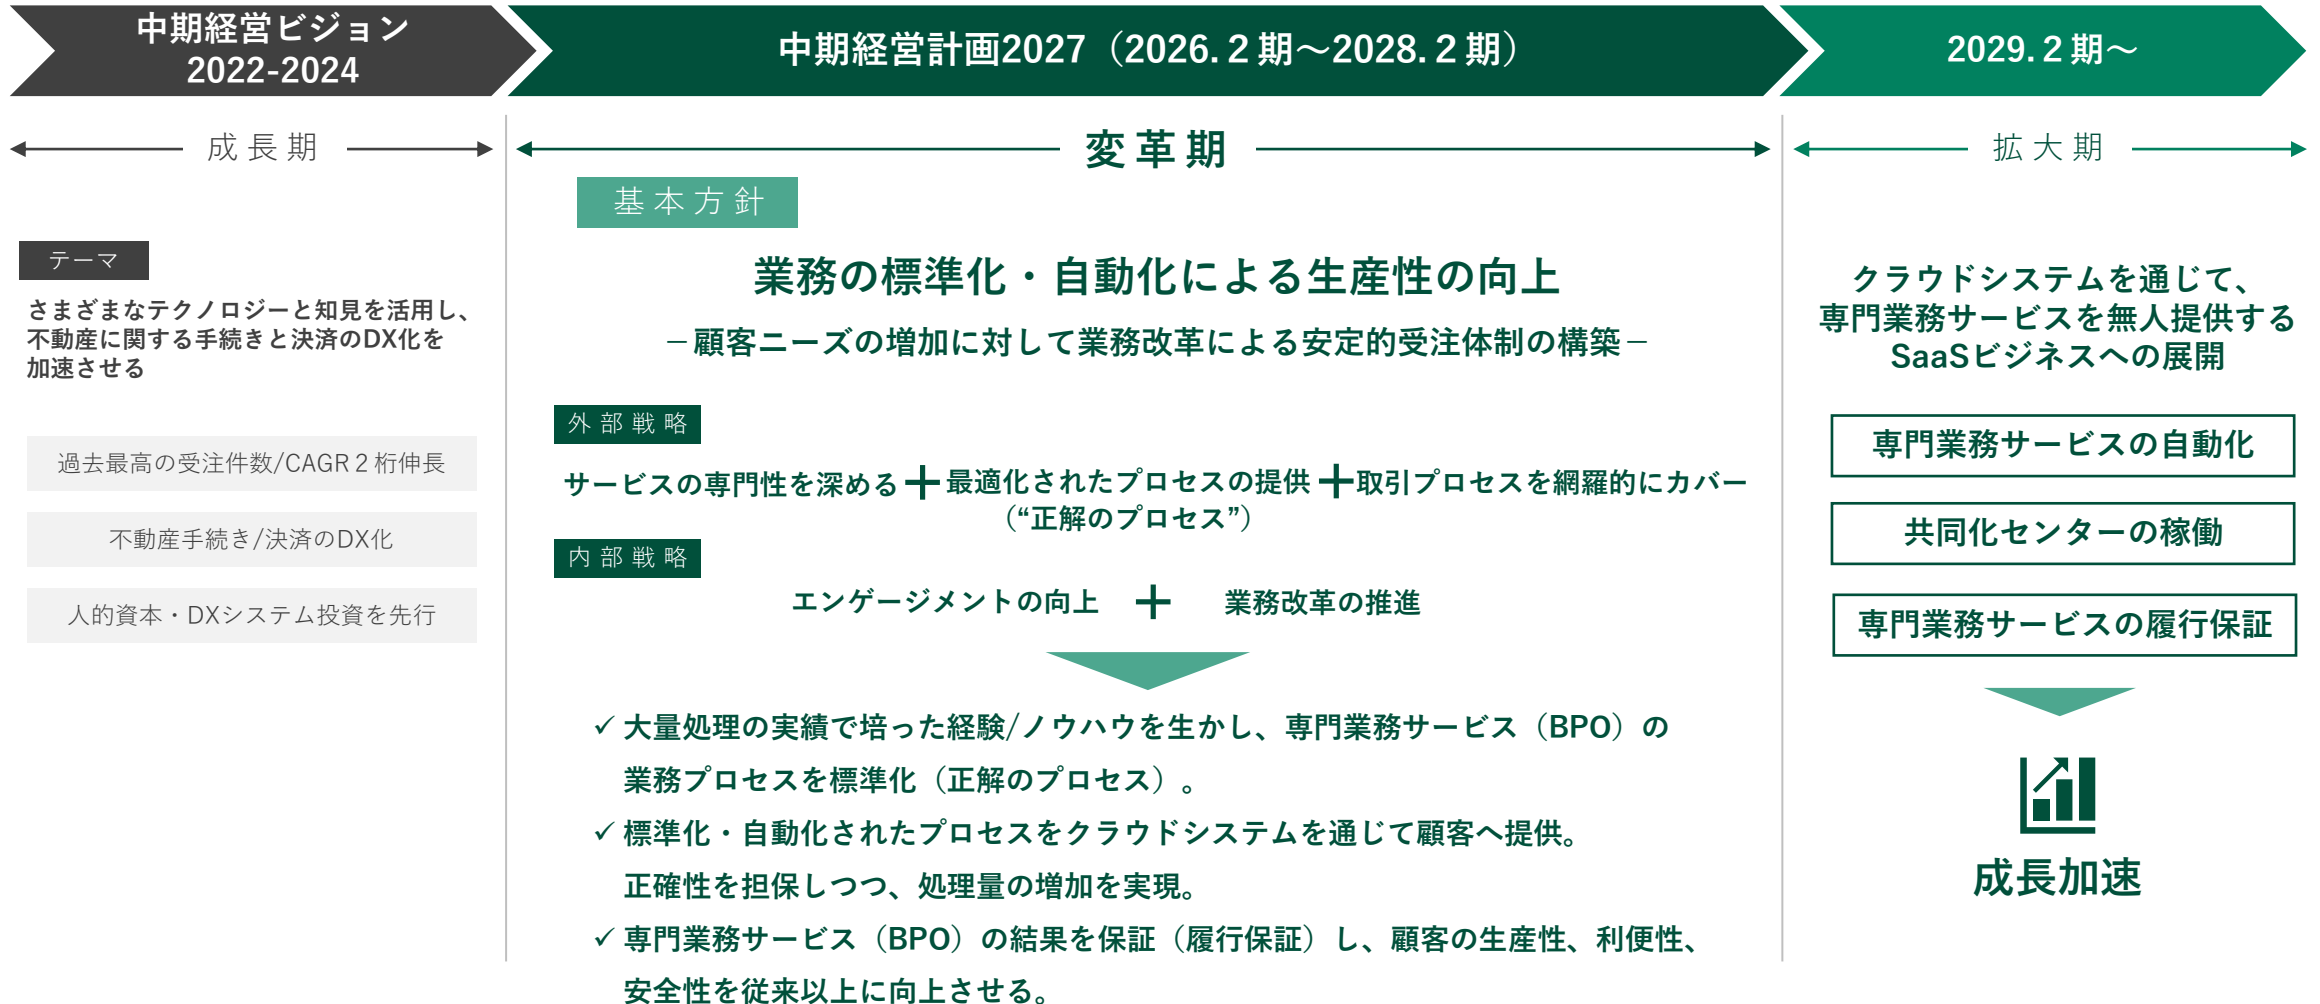 中期経営ビジョン
2022-2024
中期経営計画2027（2026.２期～2028.２期）
2029.２期～
成長期
変革期
拡大期
テーマ
さまざまなテクノロジーと知見を活用し、
不動産に関する手続きと決済のDX化を
加速させる
過去最高の受注件数/CAGR２桁伸長
不動産手続き/決済のDX化
人的資本・DXシステム投資を先行
基本方針
業務の標準化・自動化による生産性の向上
－顧客ニーズの増加に対して業務改革による安定的受注体制の構築－
外部戦略
サービスの専門性を深める＋最適化されたプロセスの提供＋取引プロセスを網羅的にカバー
（“正解のプロセス”）
内部戦略
エンゲージメントの向上 ＋ 業務改革の推進
✓ 大量処理の実績で培った経験/ノウハウを生かし、専門業務サービス（BPO）の
業務プロセスを標準化（正解のプロセス）。
✓ 標準化・自動化されたプロセスをクラウドシステムを通じて顧客へ提供。
正確性を担保しつつ、処理量の増加を実現。
✓ 専門業務サービス（BPO）の結果を保証（履行保証）し、顧客の生産性、利便性、
安全性を従来以上に向上させる。
クラウドシステムを通じて、
専門業務サービスを無人提供する
SaaSビジネスへの展開
専門業務サービスの自動化
共同化センターの稼働
専門業務サービスの履行保証
成長加速